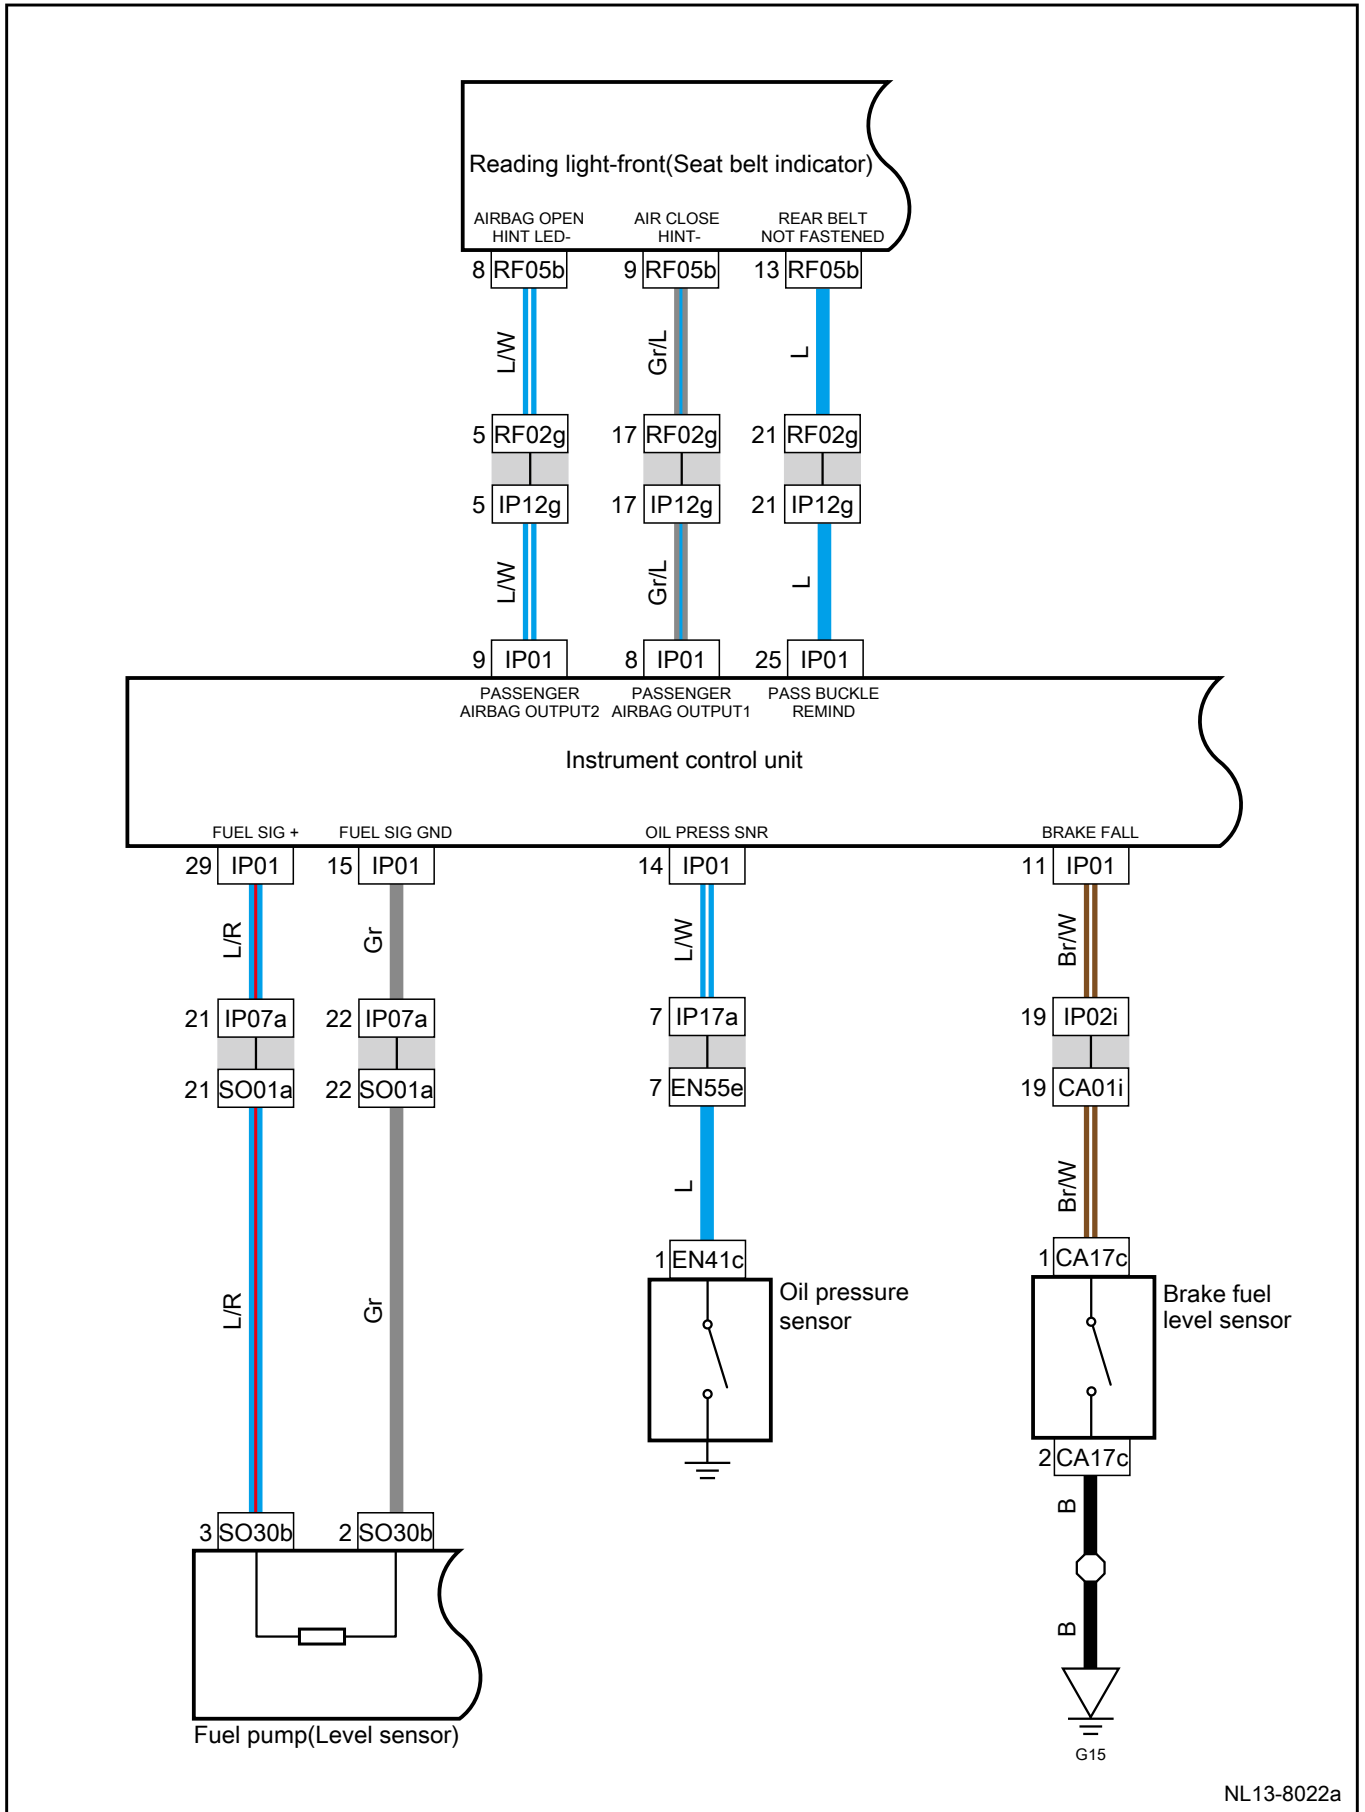 Reading light-front(Seat belt indicator)
AIRBAG OPEN
HINT LED-
AIR CLOSE
HINT-
REAR BELT
NOT FASTENED
8 RF05b
9 RF05b
13 RF05b
L/W
Gr/L
L
5 RF02g
17 RF02g
21 RF02g
5 IP12g
17 IP12g
21 IP12g
L/W
Gr/L
L
9 IP01
8 IP01
25 IP01
PASSENGER
AIRBAG OUTPUT2
PASSENGER
AIRBAG OUTPUT1
PASS BUCKLE
REMIND
Instrument control unit
FUEL SIG +
FUEL SIG GND
OIL PRESS SNR
BRAKE FALL
29 IP01
15 IP01
14 IP01
11 IP01
L/R
Gr
L/W
Br/W
21 IP07a
22 IP07a
7 IP17a
19 IP02i
21 SO01a
22 SO01a
7 EN55e
19 CA01i
L/R
Gr
L
Br/W
1 EN41c
1 CA17c
Oil pressure
sensor
Brake fuel
level sensor
2 CA17c
B
3 SO30b
2 SO30b
B
Fuel pump(Level sensor)
G15
NL13-8022a